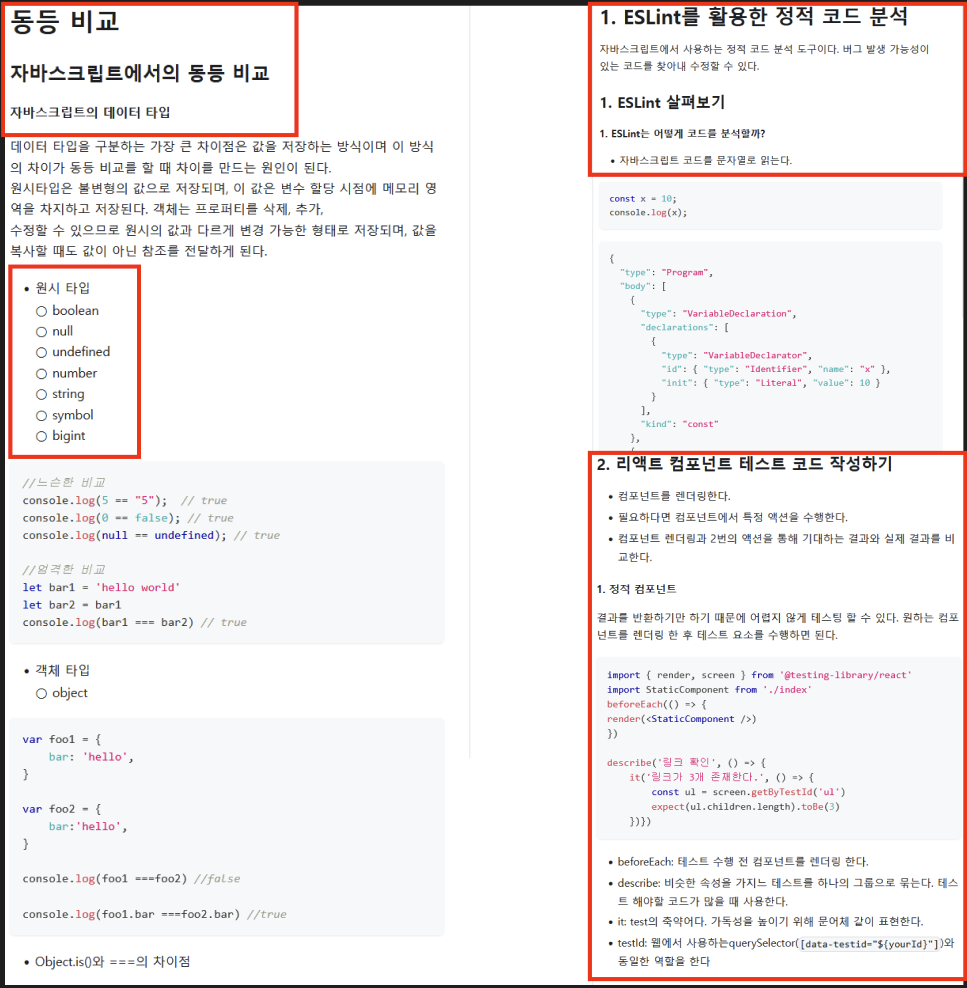 동등 비교
자바스크립트에서의 동등 비교
자바스크립트의 데이터 타입
데이터 타입을 구분하는 가장 큰 차이점은 값을 저장하는 방식이며 이 방식
의 차이가 동등 비교를 할 때 차이를 만드는 원인이 된다.
원시타입은 불변형의 값으로 저장되며, 이 값은 변수 할당 시점에 메모리 영
역을 차지하고 저장된다. 객체는 프로퍼티를 삭제, 추가,
수정할 수 있으므로 원시의 값과 다르게 변경 가능한 형태로 저장되며, 값을
복사할 때도 값이 아닌 참조를 전달하게 된다.
• 원시 타입
○ boolean
○ null
○ undefined
○ number
○ string
○ symbol
○ bigint
//느슨한 비교
console.log(5 == "5");  // true
console.log(0 == false); // true
console.log(null == undefined); // true
//엄격한 비교
let bar1 = 'hello world'
let bar2 = bar1
console.log(bar1 === bar2) // true
• 객체 타입
○ object
var foo1 = {
    bar: 'hello',
}
var foo2 = {
    bar:'hello',
}
console.log(foo1 ===foo2) //false
console.log(foo1.bar ===foo2.bar) //true
• Object.is()와 ===의 차이점
1. ESLint를 활용한 정적 코드 분석
자바스크립트에서 사용하는 정적 코드 분석 도구이다. 버그 발생 가능성이
있는 코드를 찾아내 수정할 수 있다.
1. ESLint 살펴보기
1. ESLint는 어떻게 코드를 분석할까?
• 자바스크립트 코드를 문자열로 읽는다.
const x = 10;
console.log(x);
{
  "type": "Program",
  "body": [
    {
      "type": "VariableDeclaration",
      "declarations": [
        {
          "type": "VariableDeclarator",
          "id": { "type": "Identifier", "name": "x" },
          "init": { "type": "Literal", "value": 10 }
        }
      ],
      "kind": "const"
    },
2. 리액트 컴포넌트 테스트 코드 작성하기
• 컴포넌트를 렌더링한다.
• 필요하다면 컴포넌트에서 특정 액션을 수행한다.
• 컴포넌트 렌더링과 2번의 액션을 통해 기대하는 결과와 실제 결과를 비
교한다.
1. 정적 컴포넌트
결과를 반환하기만 하기 때문에 어렵지 않게 테스팅 할 수 있다. 원하는 컴포
넌트를 렌더링 한 후 테스트 요소를 수행하면 된다.
import { render, screen } from '@testing-library/react'
import StaticComponent from './index'
beforeEach(() => {
render(<StaticComponent />)
})
describe('링크 확인', () => {
    it('링크가 3개 존재한다.', () => {
        const ul = screen.getByTestId('ul')
        expect(ul.children.length).toBe(3)
    })})
• beforeEach: 테스트 수행 전 컴포넌트를 렌더링 한다.
• describe: 비슷한 속성을 가지느 테스트를 하나의 그룹으로 묶는다. 테스
트 해야할 코드가 많을 때 사용한다.
• it: test의 축약어다. 가독성을 높이기 위해 문어체 같이 표현한다.
• testId: 웹에서 사용하는querySelector([data-testid="${yourId}"])와
동일한 역할을 한다